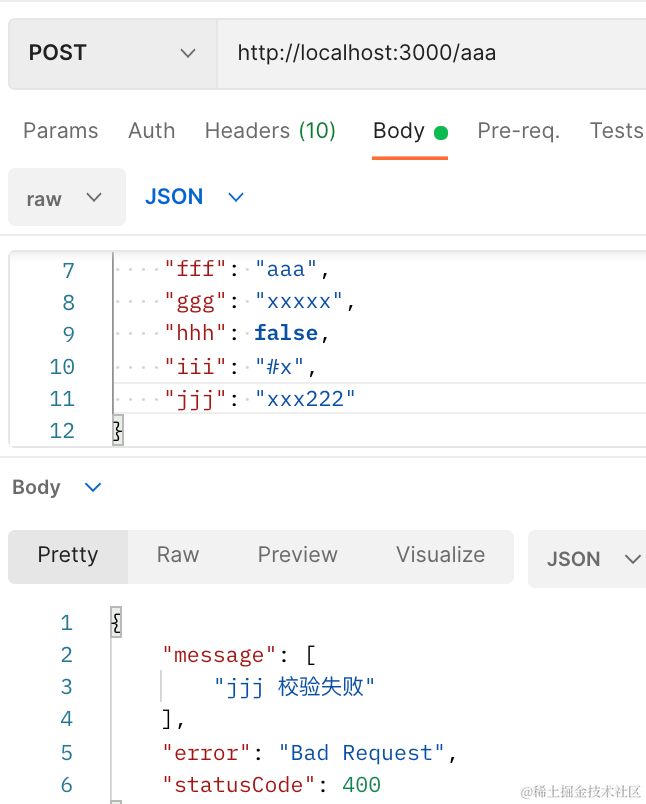 POST http://localhost:3000/aaa
Params Auth Headers (10) Body Pre-req. Tests
raw JSON
7 "fff": "aaa",
8 "ggg": "xxxxx",
9 "hhh": false,
10 "iii": "#x",
11 "jjj": "xxx222"
12 }
Body
Pretty Raw Preview Visualize JSON
1 {
2 "message": [
3 "jjj 校验失败"
4 ],
5 "error": "Bad Request",
6 "statusCode": 400
@稀土掘金技术社区